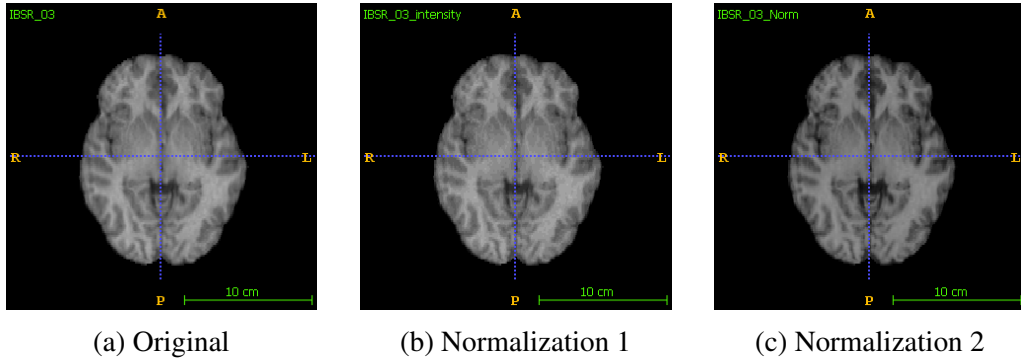 IBSR_03
A
R
L
10 cm
P
(a) Original
IBSR_03_intensity
A
R
L
10 cm
P
(b) Normalization 1
IBSR_03_Norm
A
R
L
10 cm
P
(c) Normalization 2